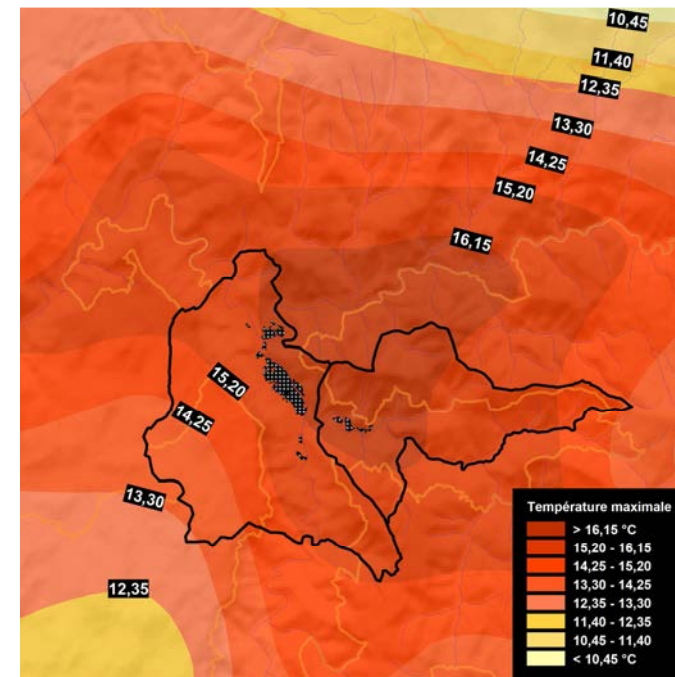 10,45
11,40
12,35
13,30
14,25
15,20
16,15
15,20
14,25
13,30
12,35
Température maximale
> 16,15 °C
15,20 - 16,15
14,25 - 15,20
13,30 - 14,25
12,35 - 13,30
11,40 - 12,35
10,45 - 11,40
< 10,45 °C